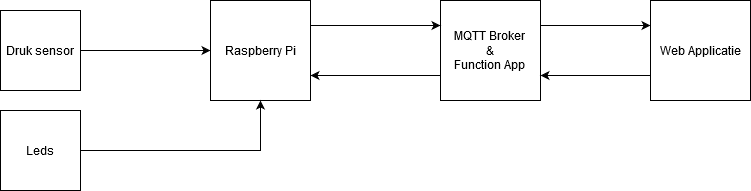 Druk sensor
Raspberry Pi
MQTT Broker
&
Function App
Web Applicatie
Leds